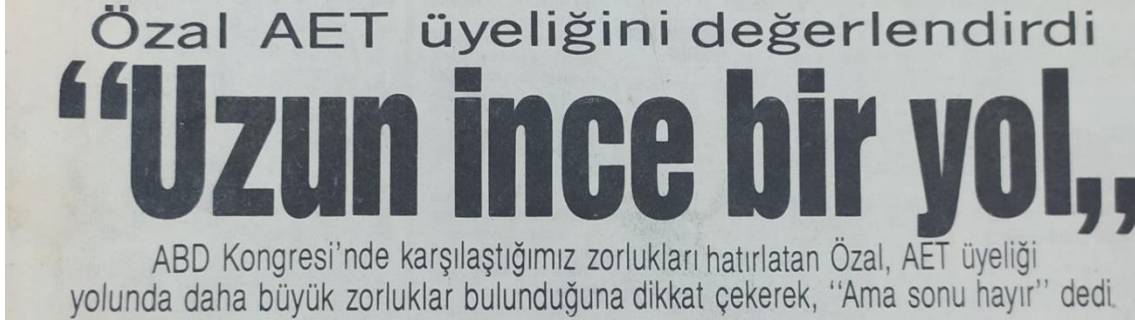 Özal AET üyeliğini değerlendirdi
“Uzun ince bir yol,,
ABD Kongresi'nde karşılaştığımız zorlukları hatırlatan Özal, AET üyeliği
yolunda daha büyük zorluklar bulunduğuna dikkat çekerek, “Ama sonu hayır” dedi.